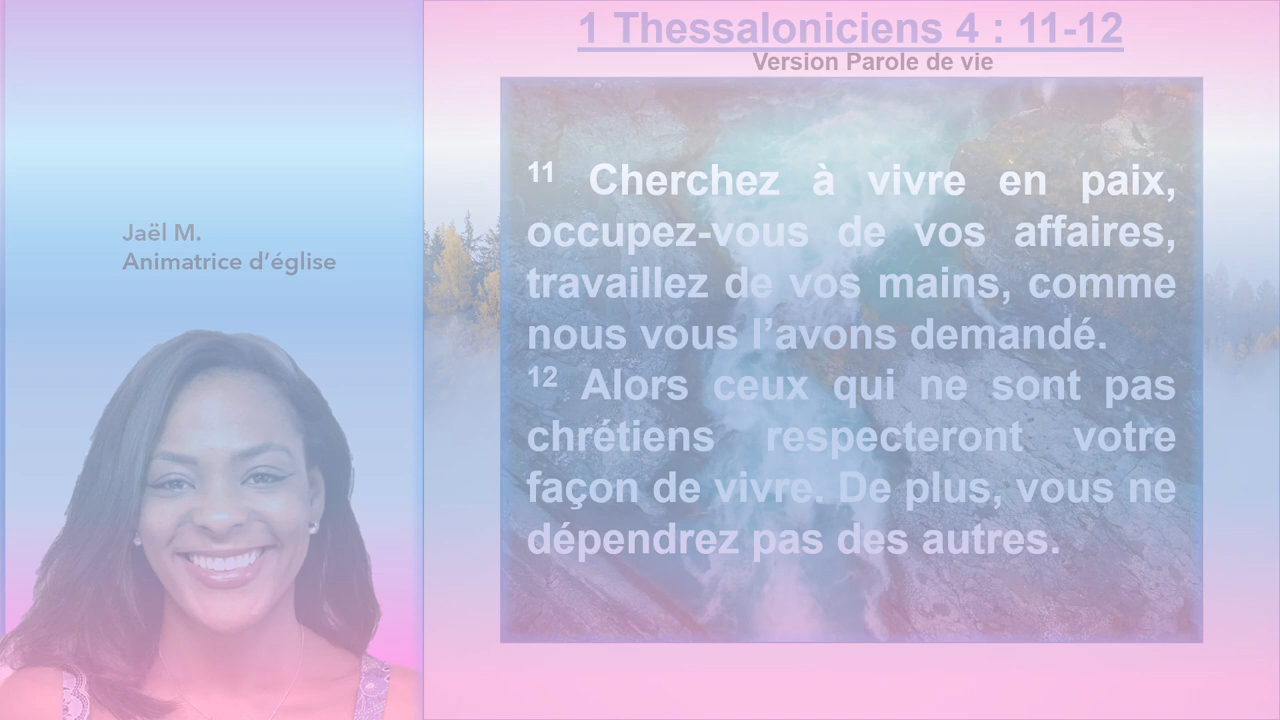 1 Thessaloniciens 4 : 11-12
Version Parole de vie
Jaël M.
Animatrice d’église
11 Cherchez à vivre en paix,
occupez-vous de vos affaires,
travaillez de vos mains, comme
nous vous l’avons demandé.
12 Alors ceux qui ne sont pas
chrétiens respecteront votre
façon de vivre. De plus, vous ne
dépendrez pas des autres.